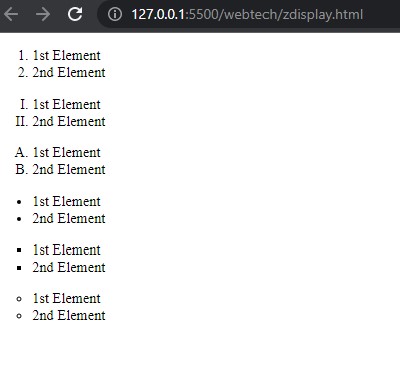 127.0.0.1:5500/webtech/zdisplay.html
1. 1st Element
2. 2nd Element
I. 1st Element
II. 2nd Element
A. 1st Element
B. 2nd Element
• 1st Element
• 2nd Element
▪ 1st Element
▪ 2nd Element
○ 1st Element
○ 2nd Element